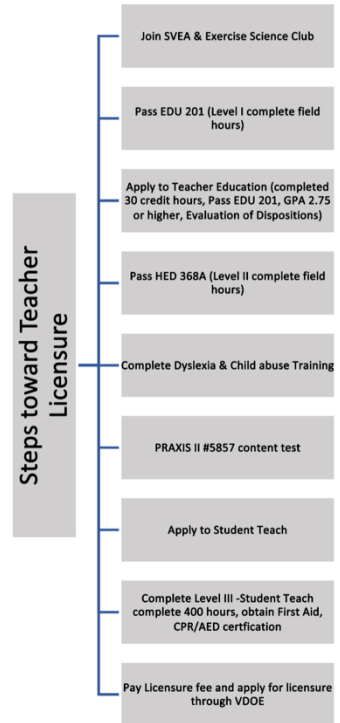 Steps toward Teacher
Licensure
Join SVEA & Exercise Science Club
Pass EDU 201 (Level I complete field
hours)
Apply to Teacher Education (completed
30 credit hours, Pass EDU 201, GPA 2.75
or higher, Evaluation of Dispositions)
Pass HED 368A (Level II complete field
hours)
Complete Dyslexia & Child abuse Training
PRAXIS II #5857 content test
Apply to Student Teach
Complete Level III -Student Teach
complete 400 hours, obtain First Aid,
CPR/AED certfication
Pay Licensure fee and apply for licensure
through VDOE